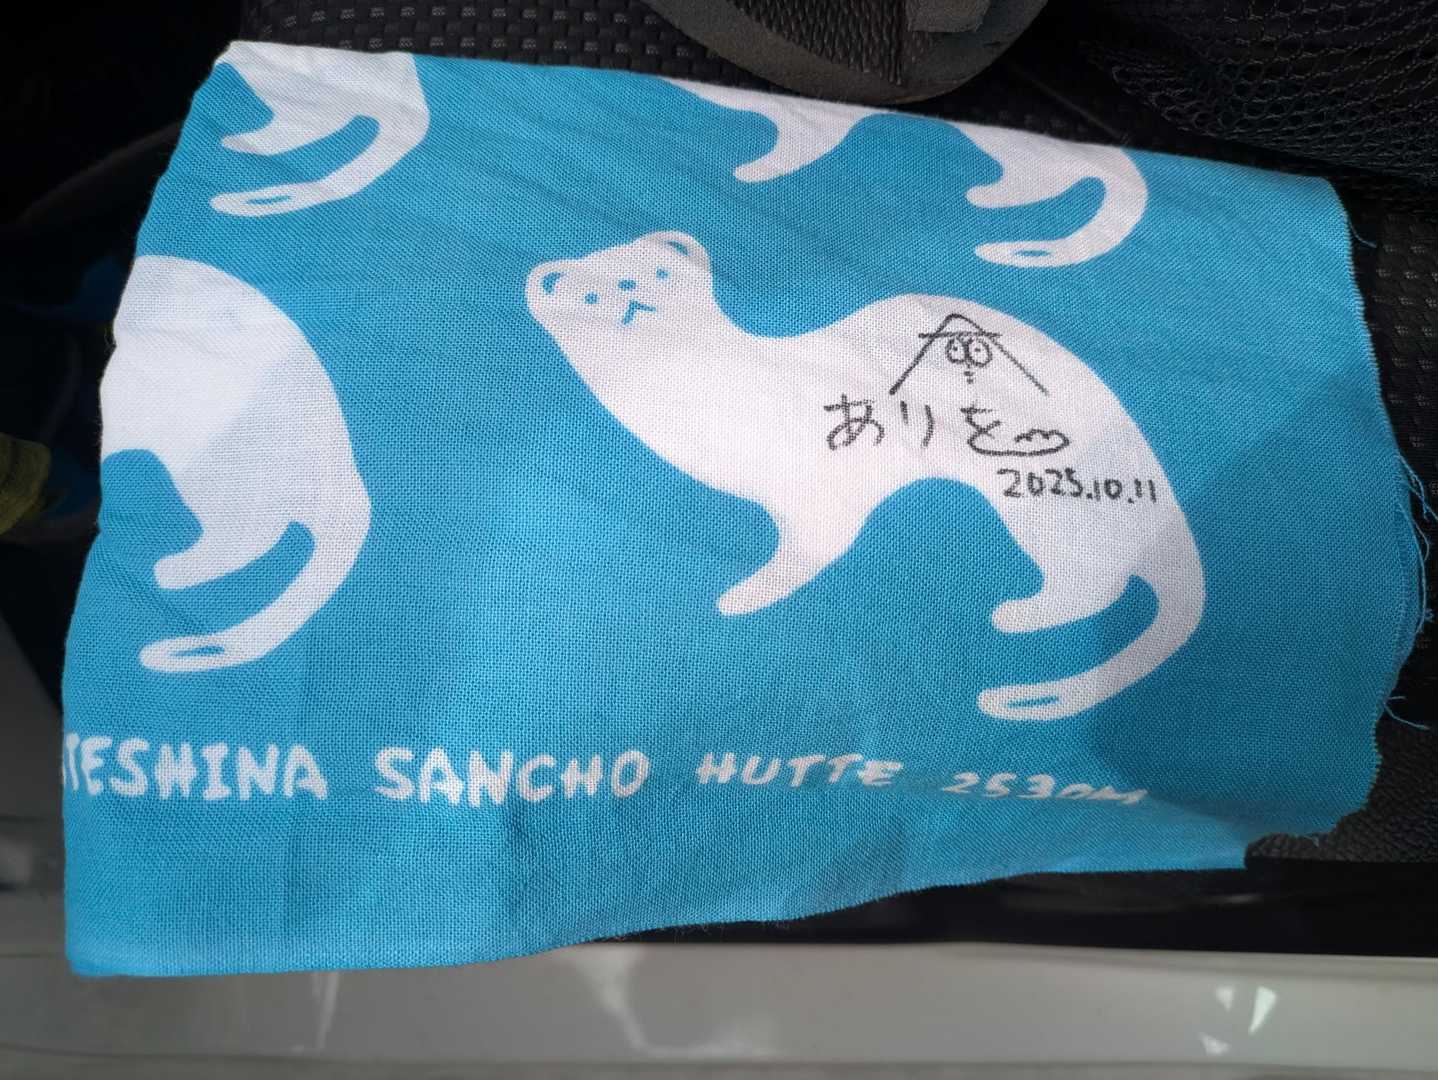 ありを
2025.10.11
TESHINA SANCHO HUTTE 2530M